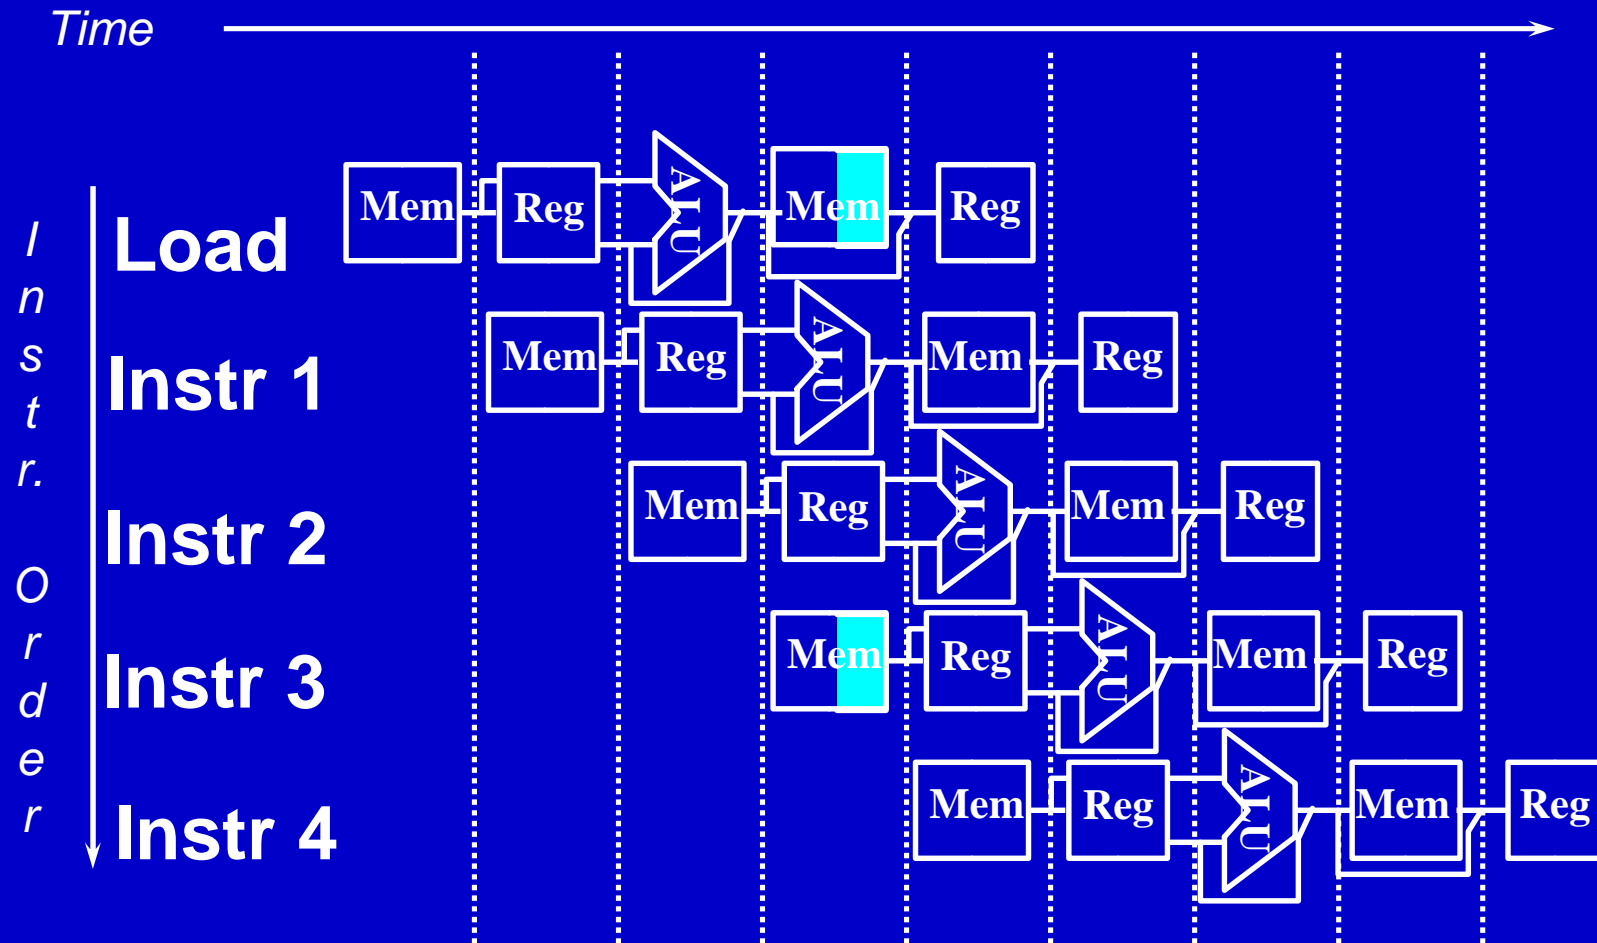 Time
Instr. Order
Load
Mem Reg ALU Mem Reg
Instr 1
Mem Reg ALU Mem Reg
Instr 2
Mem Reg ALU Mem Reg
Instr 3
Mem Reg ALU Mem Reg
Instr 4
Mem Reg ALU Mem Reg